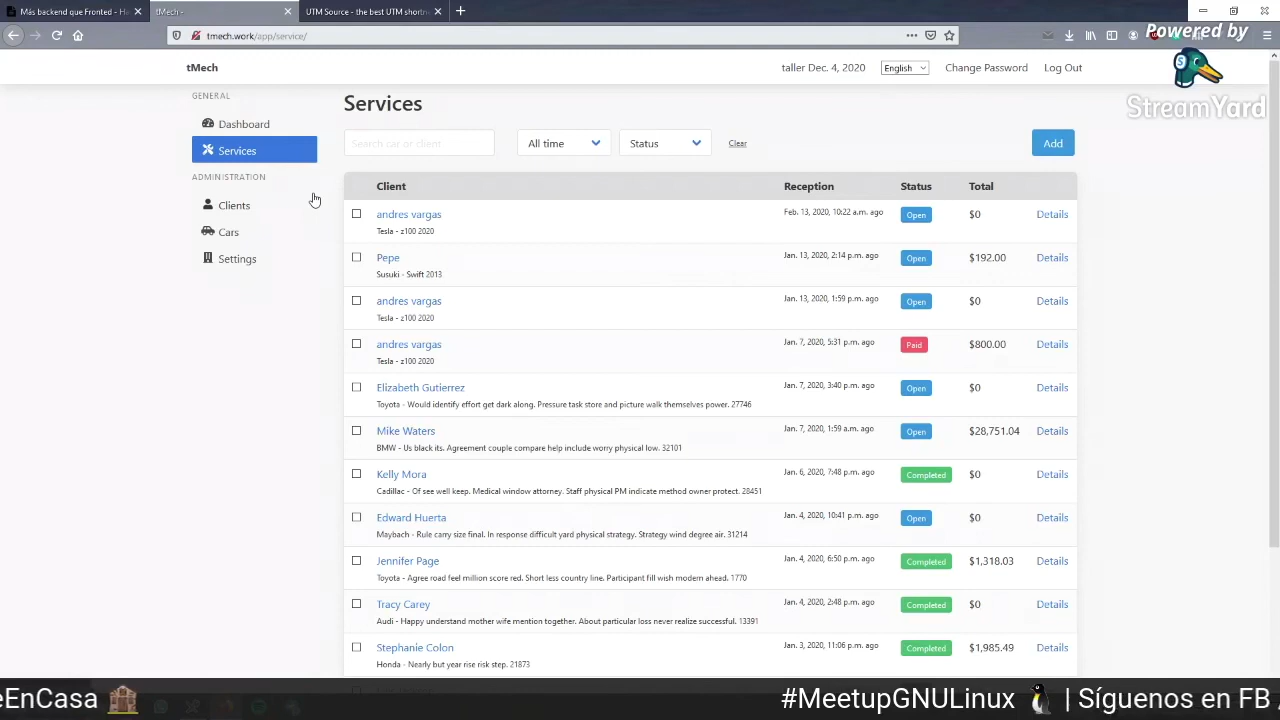 Más backend que Fronted - Ha
tMech -
UTM Source - the best UTM shortne
tmech.work/app/service/
Powered by
StreamYard
tMech
taller Dec. 4, 2020
English
Change Password
Log Out
GENERAL
Dashboard
Services
ADMINISTRATION
Clients
Cars
Settings
Services
Search car or client
All time
Status
Clear
Add
Client Reception Status Total
andres vargas Feb. 13, 2020, 10:22 a.m. ago Open $0 Details
Tesla - z100 2020
Pepe Jan. 13, 2020, 2:14 p.m. ago Open $192.00 Details
Susuki - Swift 2013
andres vargas Jan. 13, 2020, 1:59 p.m. ago Open $0 Details
Tesla - z100 2020
andres vargas Jan. 7, 2020, 5:31 p.m. ago Paid $800.00 Details
Tesla - z100 2020
Elizabeth Gutierrez Jan. 7, 2020, 3:40 p.m. ago Open $0 Details
Toyota - Would identify effort get dark along. Pressure task store and picture walk themselves power. 27746
Mike Waters Jan. 7, 2020, 1:59 a.m. ago Open $28,751.04 Details
BMW - Us black its. Agreement couple compare help include worry physical low. 32101
Kelly Mora Jan. 6, 2020, 7:48 p.m. ago Completed $0 Details
Cadillac - Of see well keep. Medical window attorney. Staff physical PM indicate method owner protect. 28451
Edward Huerta Jan. 4, 2020, 10:41 p.m. ago Open $0 Details
Maybach - Rule carry size final. In response difficult yard physical strategy. Strategy wind degree air. 31214
Jennifer Page Jan. 4, 2020, 6:50 p.m. ago Completed $1,318.03 Details
Toyota - Agree road feel million score red. Short less country line. Participant fill wish modern ahead. 1770
Tracy Carey Jan. 4, 2020, 2:48 p.m. ago Completed $0 Details
Audi - Happy understand mother wife mention together. About particular loss never realize successful. 13391
Stephanie Colon Jan. 3, 2020, 11:06 p.m. ago Completed $1,985.49 Details
Honda - Nearly but year rise risk step. 21873
eEnCasa
#MeetupGNULinux | Síguenos en FB